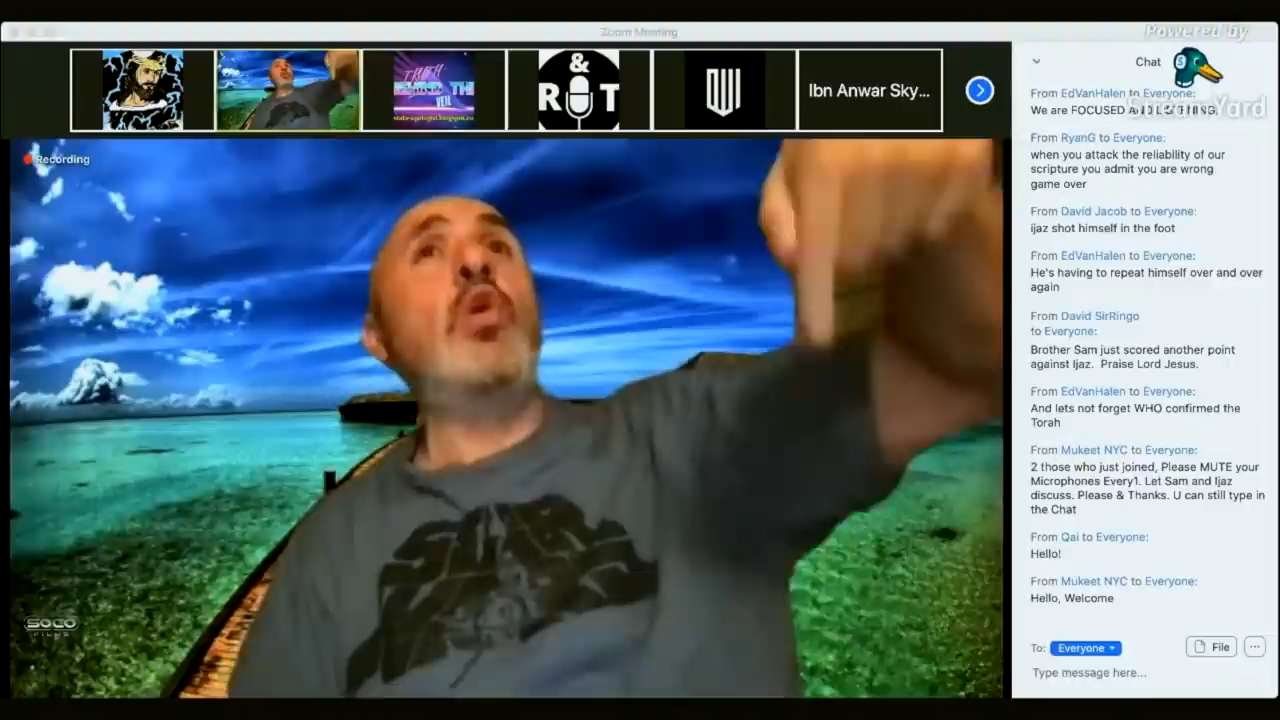 Zoom Meeting
Powered by
StreamYard
TRUTH
BEHIND THE
VEIL
&
R T
Ibn Anwar Sky...
Recording
STAR
SOCO
FILMS
Chat
From EdVanHalen to Everyone:
We are FOCUSED AND LISTENING.
From RyanG to Everyone:
when you attack the reliability of our
scripture you admit you are wrong
game over
From David Jacob to Everyone:
ijaz shot himself in the foot
From EdVanHalen to Everyone:
He's having to repeat himself over and over
again
From David SirRingo
to Everyone:
Brother Sam just scored another point
against Ijaz.  Praise Lord Jesus.
From EdVanHalen to Everyone:
And lets not forget WHO confirmed the
Torah
From Mukeet NYC to Everyone:
2 those who just joined, Please MUTE your
Microphones Every1. Let Sam and Ijaz
discuss. Please & Thanks. U can still type in
the Chat
From Qai to Everyone:
Hello!
From Mukeet NYC to Everyone:
Hello, Welcome
To: Everyone
File
Type message here...